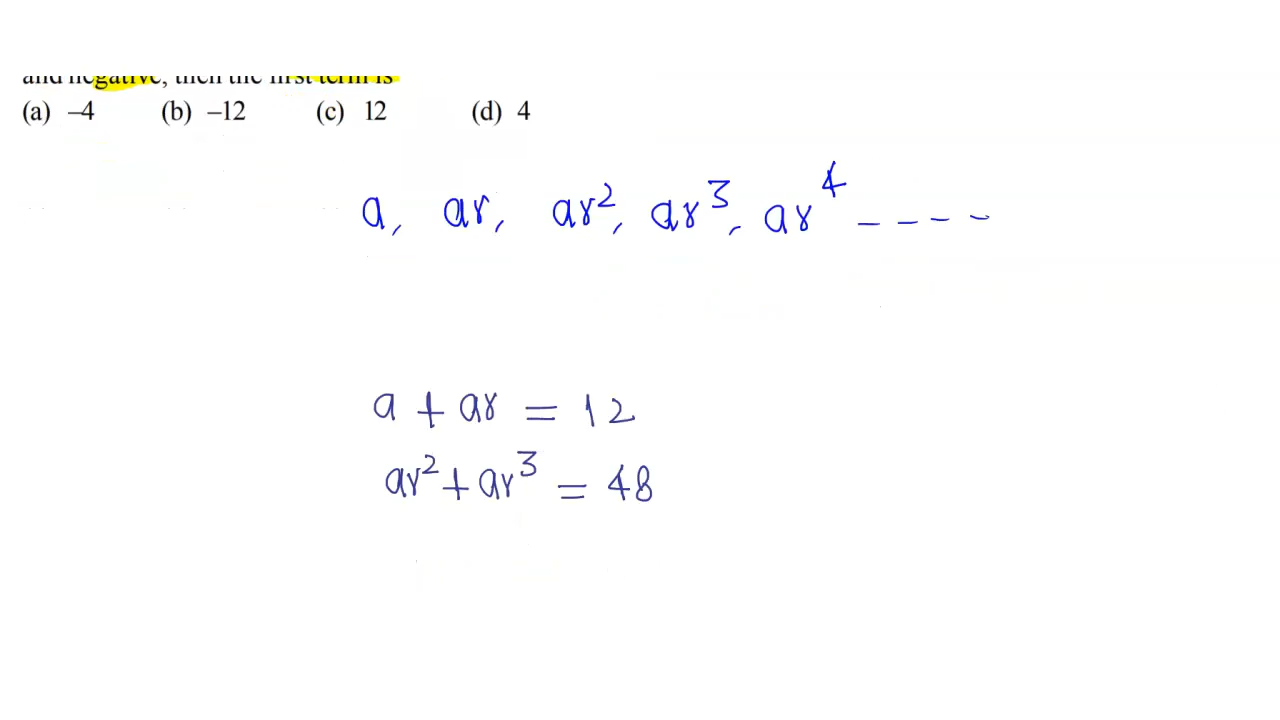 and negative, then the first term is
(a) –4 (b) –12 (c) 12 (d) 4
a, ar, ar², ar³, ar⁴ ----
a + ar = 12
ar² + ar³ = 48